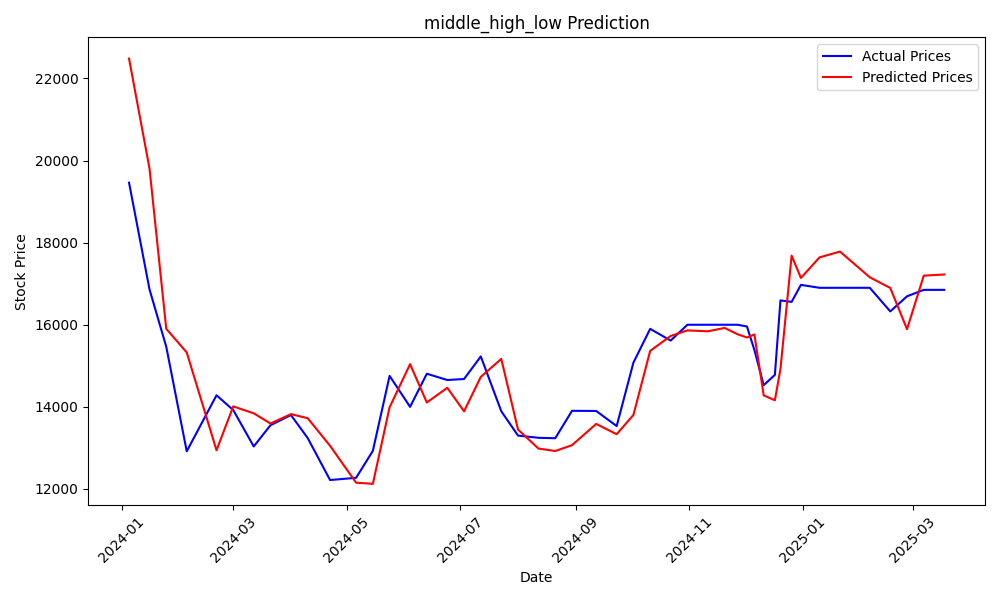 middle_high_low Prediction
Actual Prices
Predicted Prices
Stock Price
22000
20000
18000
16000
14000
12000
2024-01
2024-03
2024-05
2024-07
2024-09
2024-11
2025-01
2025-03
Date